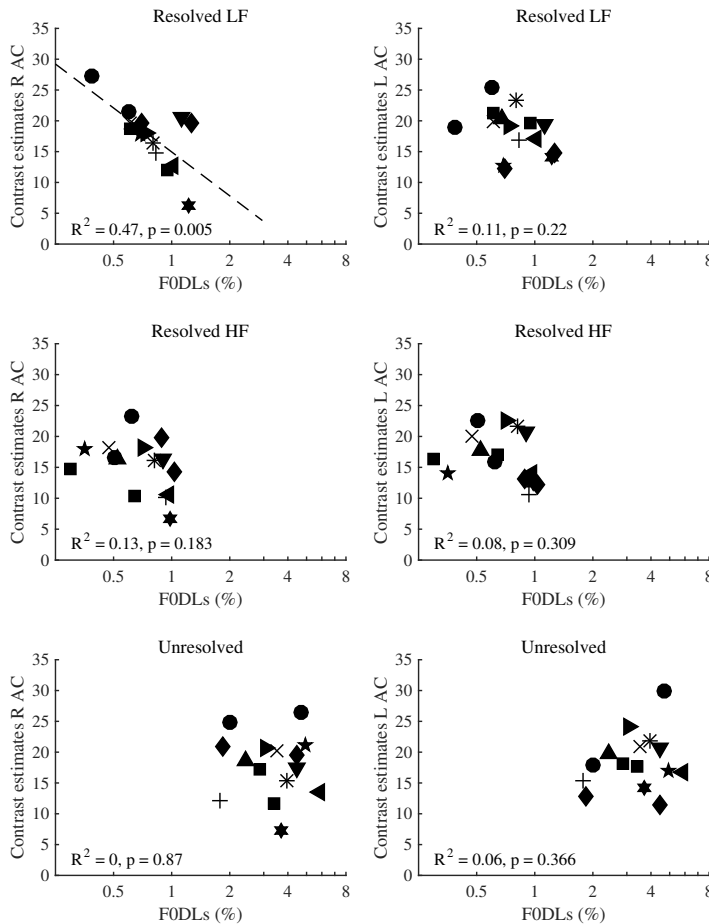 Resolved LF
Contrast estimates R AC
35
30
25
20
15
10
5
0
R² = 0.47, p = 0.005
0.5 1 2 4 8
F0DLs (%)
Resolved LF
Contrast estimates L AC
35
30
25
20
15
10
5
0
R² = 0.11, p = 0.22
0.5 1 2 4 8
F0DLs (%)
Resolved HF
Contrast estimates R AC
35
30
25
20
15
10
5
0
R² = 0.13, p = 0.183
0.5 1 2 4 8
F0DLs (%)
Resolved HF
Contrast estimates L AC
35
30
25
20
15
10
5
0
R² = 0.08, p = 0.309
0.5 1 2 4 8
F0DLs (%)
Unresolved
Contrast estimates R AC
35
30
25
20
15
10
5
0
R² = 0, p = 0.87
0.5 1 2 4 8
F0DLs (%)
Unresolved
Contrast estimates L AC
35
30
25
20
15
10
5
0
R² = 0.06, p = 0.366
0.5 1 2 4 8
F0DLs (%)